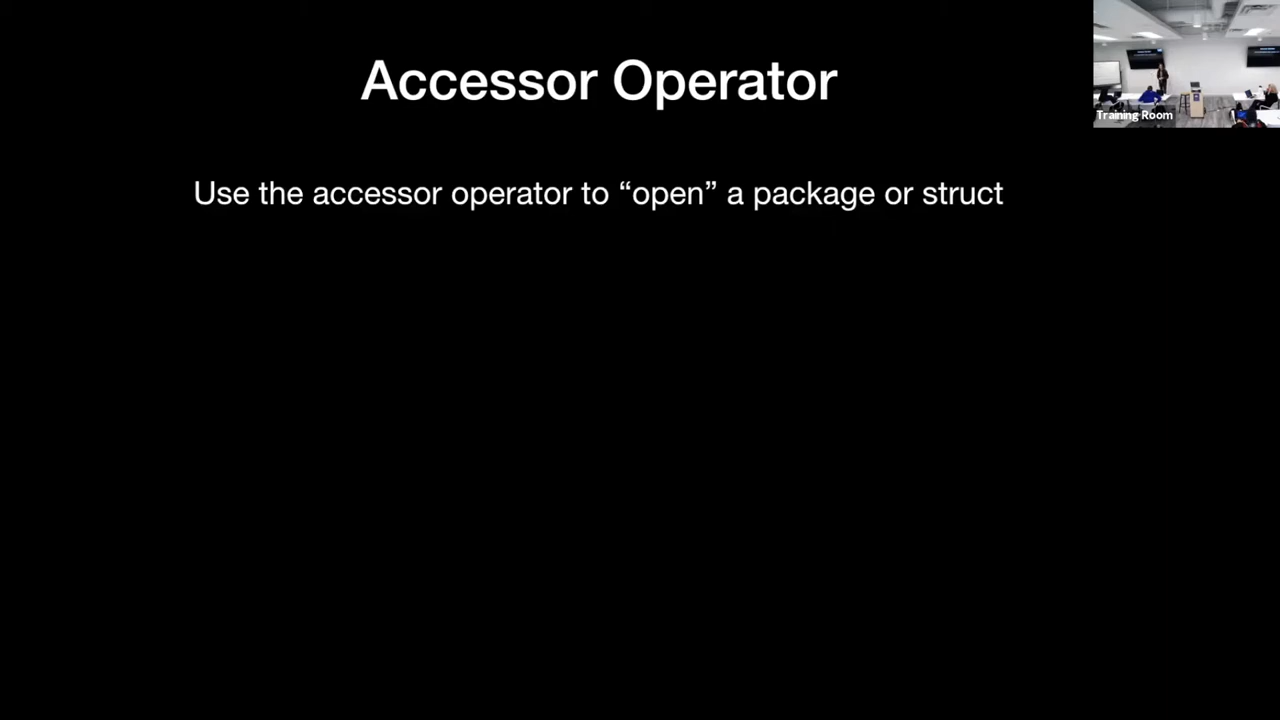 Accessor Operator
Use the accessor operator to “open” a package or struct
Training Room